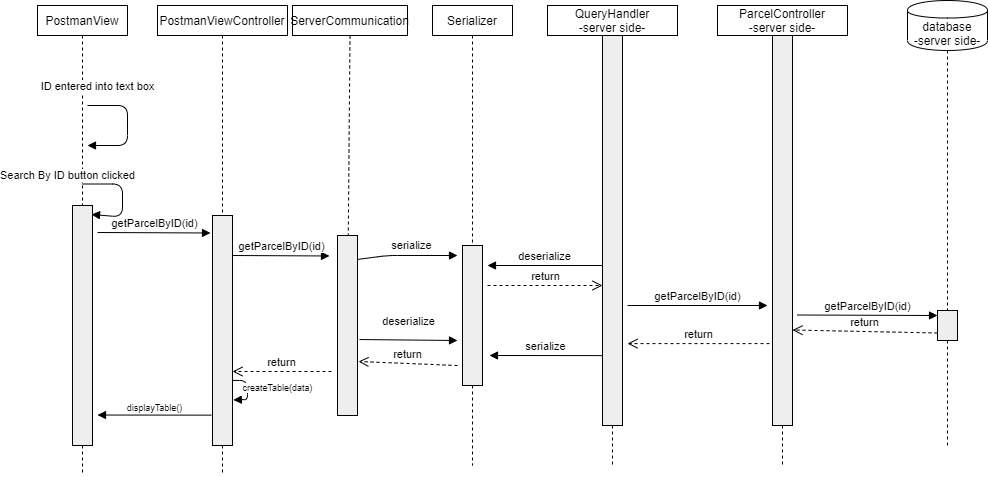 PostmanView
PostmanViewController
ServerCommunication
Serializer
QueryHandler
-server side-
ParcelController
-server side-
database
-server side-
ID entered into text box
Search By ID button clicked
getParcelByID(id)
getParcelByID(id)
serialize
deserialize
return
getParcelByID(id)
getParcelByID(id)
return
deserialize
return
serialize
return
return
createTable(data)
displayTable()